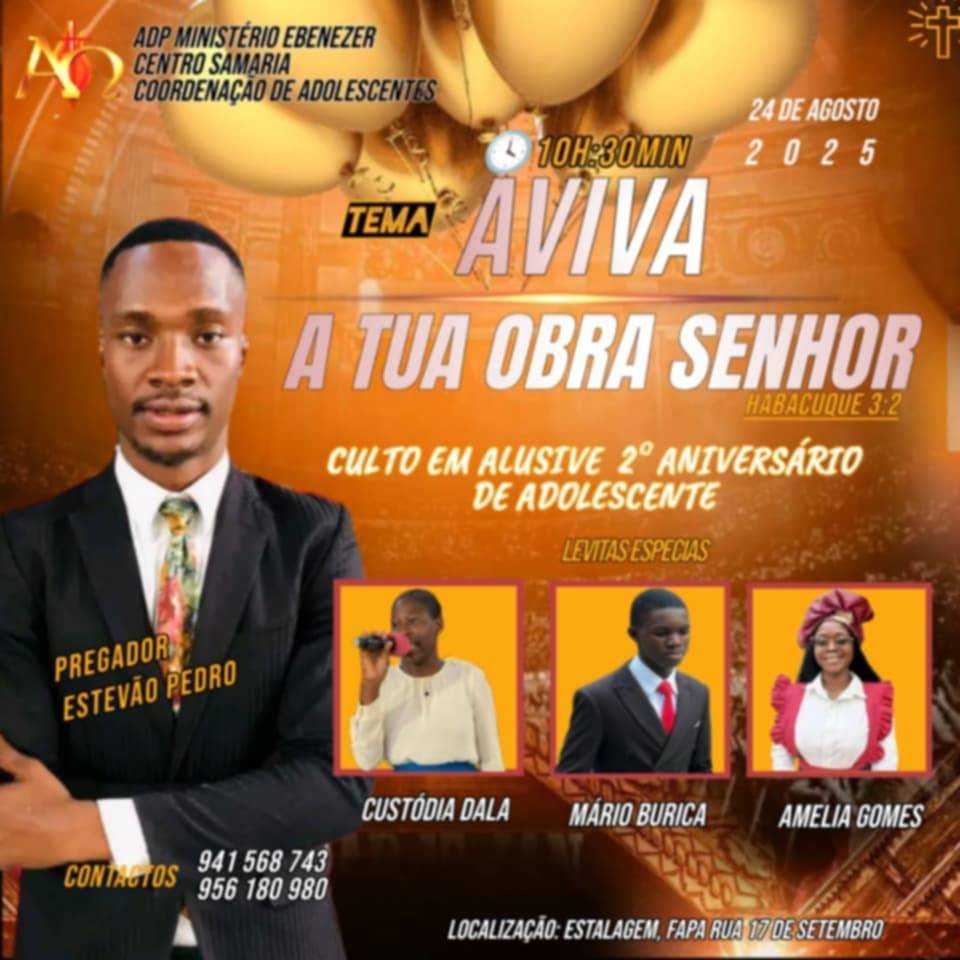 ADP MINISTÉRIO EBENEZER
CENTRO SAMARIA
COORDENAÇÃO DE ADOLESCENTES
24 DE AGOSTO
2025
10H:30MIN
TEMA
AVIVA
A TUA OBRA SENHOR
HABACUQUE 3:2
CULTO EM ALUSIVE 2º ANIVERSÁRIO
DE ADOLESCENTE
LEVITAS ESPECIAS
PREGADOR
ESTEVÃO PEDRO
CUSTÓDIA DALA
MÁRIO BURICA
AMELIA GOMES
CONTACTOS
941 568 743
956 180 980
LOCALIZAÇÃO: ESTALAGEM, FAPA RUA 17 DE SETEMBRO